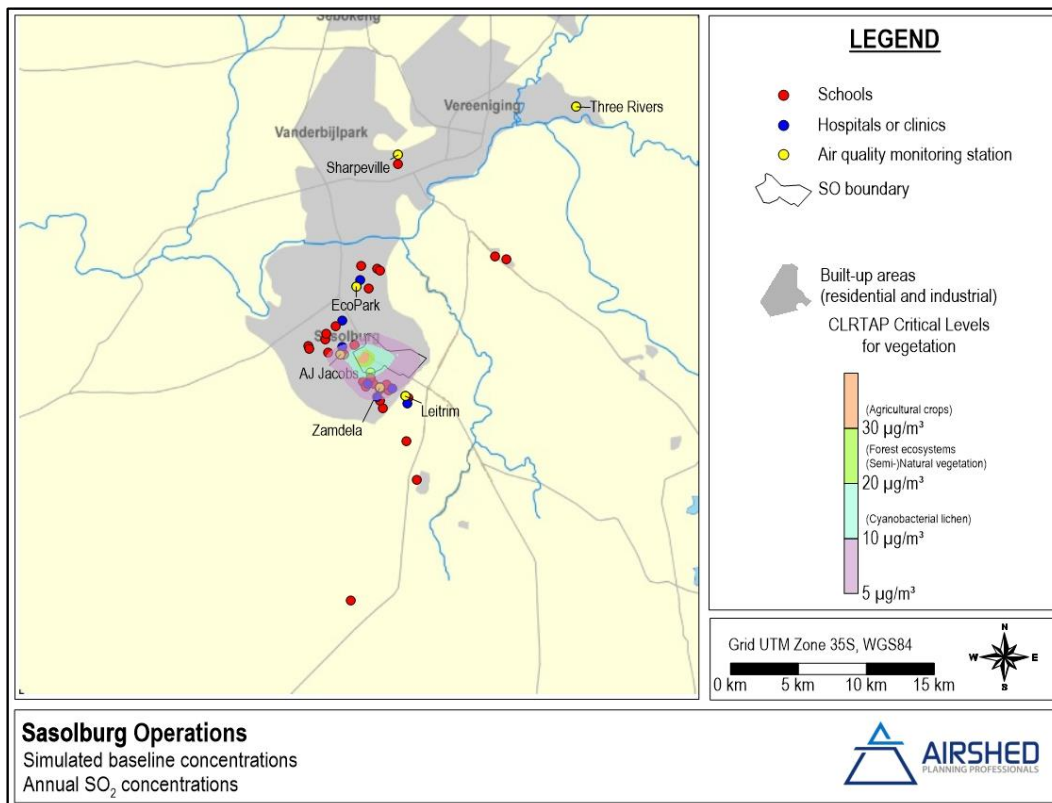 Sebokeng
Three Rivers
Vereeniging
Vanderbijlpark
Sharpeville
EcoPark
Sasolburg
AJ Jacobs
Leitrim
Zamdela
LEGEND
Schools
Hospitals or clinics
Air quality monitoring station
SO boundary
Built-up areas
(residential and industrial)
CLRTAP Critical Levels
for vegetation
(Agricultural crops)
30 µg/m³
(Forest ecosystems
(Semi-)Natural vegetation)
20 µg/m³
(Cyanobacterial lichen)
10 µg/m³
5 µg/m³
Grid UTM Zone 35S, WGS84
0 km 5 km 10 km 15 km
N
W E
S
Sasolburg Operations
Simulated baseline concentrations
Annual SO₂ concentrations
AIRSHED
PLANNING PROFESSIONALS